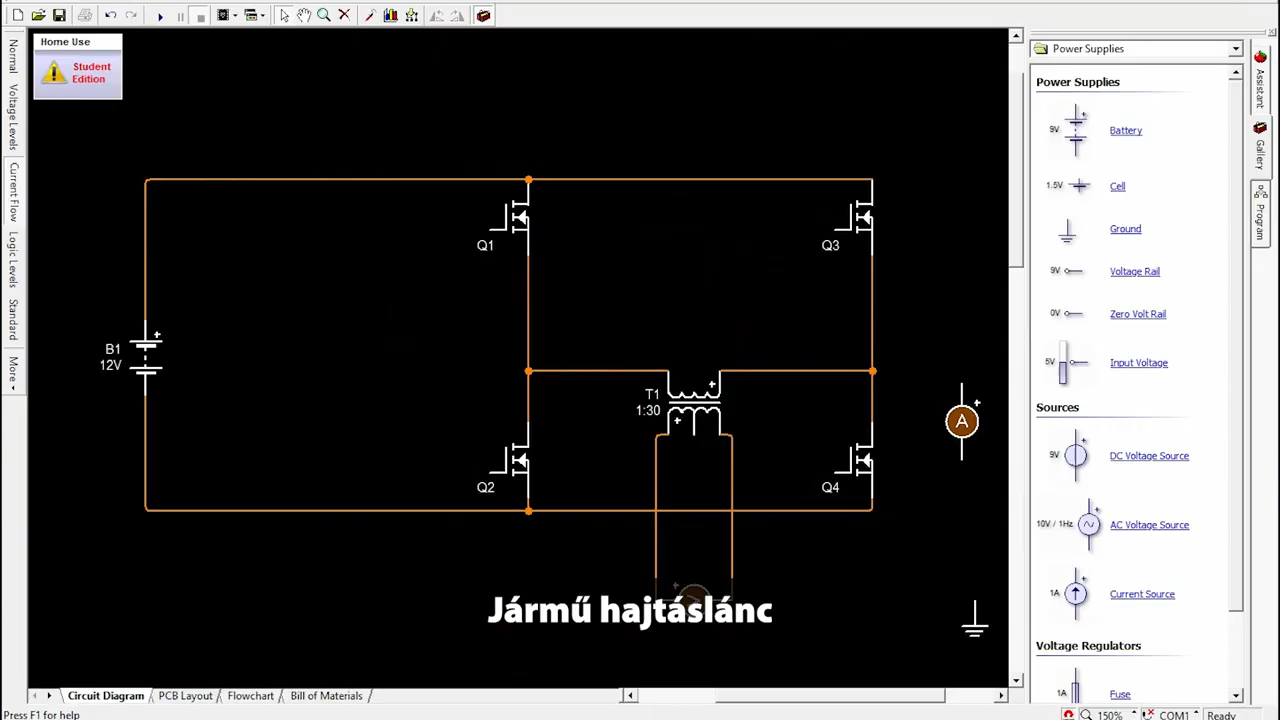 Home Use
Student
Edition
Normal
Voltage Levels
Current Flow
Logic Levels
Standard
More
B1
12V
Q1
Q3
T1
1:30
A
Q2
Q4
Jármű hajtáslánc
Power Supplies
Power Supplies
9V Battery
1.5V Cell
Ground
9V Voltage Rail
0V Zero Volt Rail
5V Input Voltage
Sources
9V DC Voltage Source
10V / 1Hz AC Voltage Source
1A Current Source
Voltage Regulators
1A Fuse
Assistant
Gallery
Program
Circuit Diagram
PCB Layout
Flowchart
Bill of Materials
Press F1 for help
150%
COM1
Ready